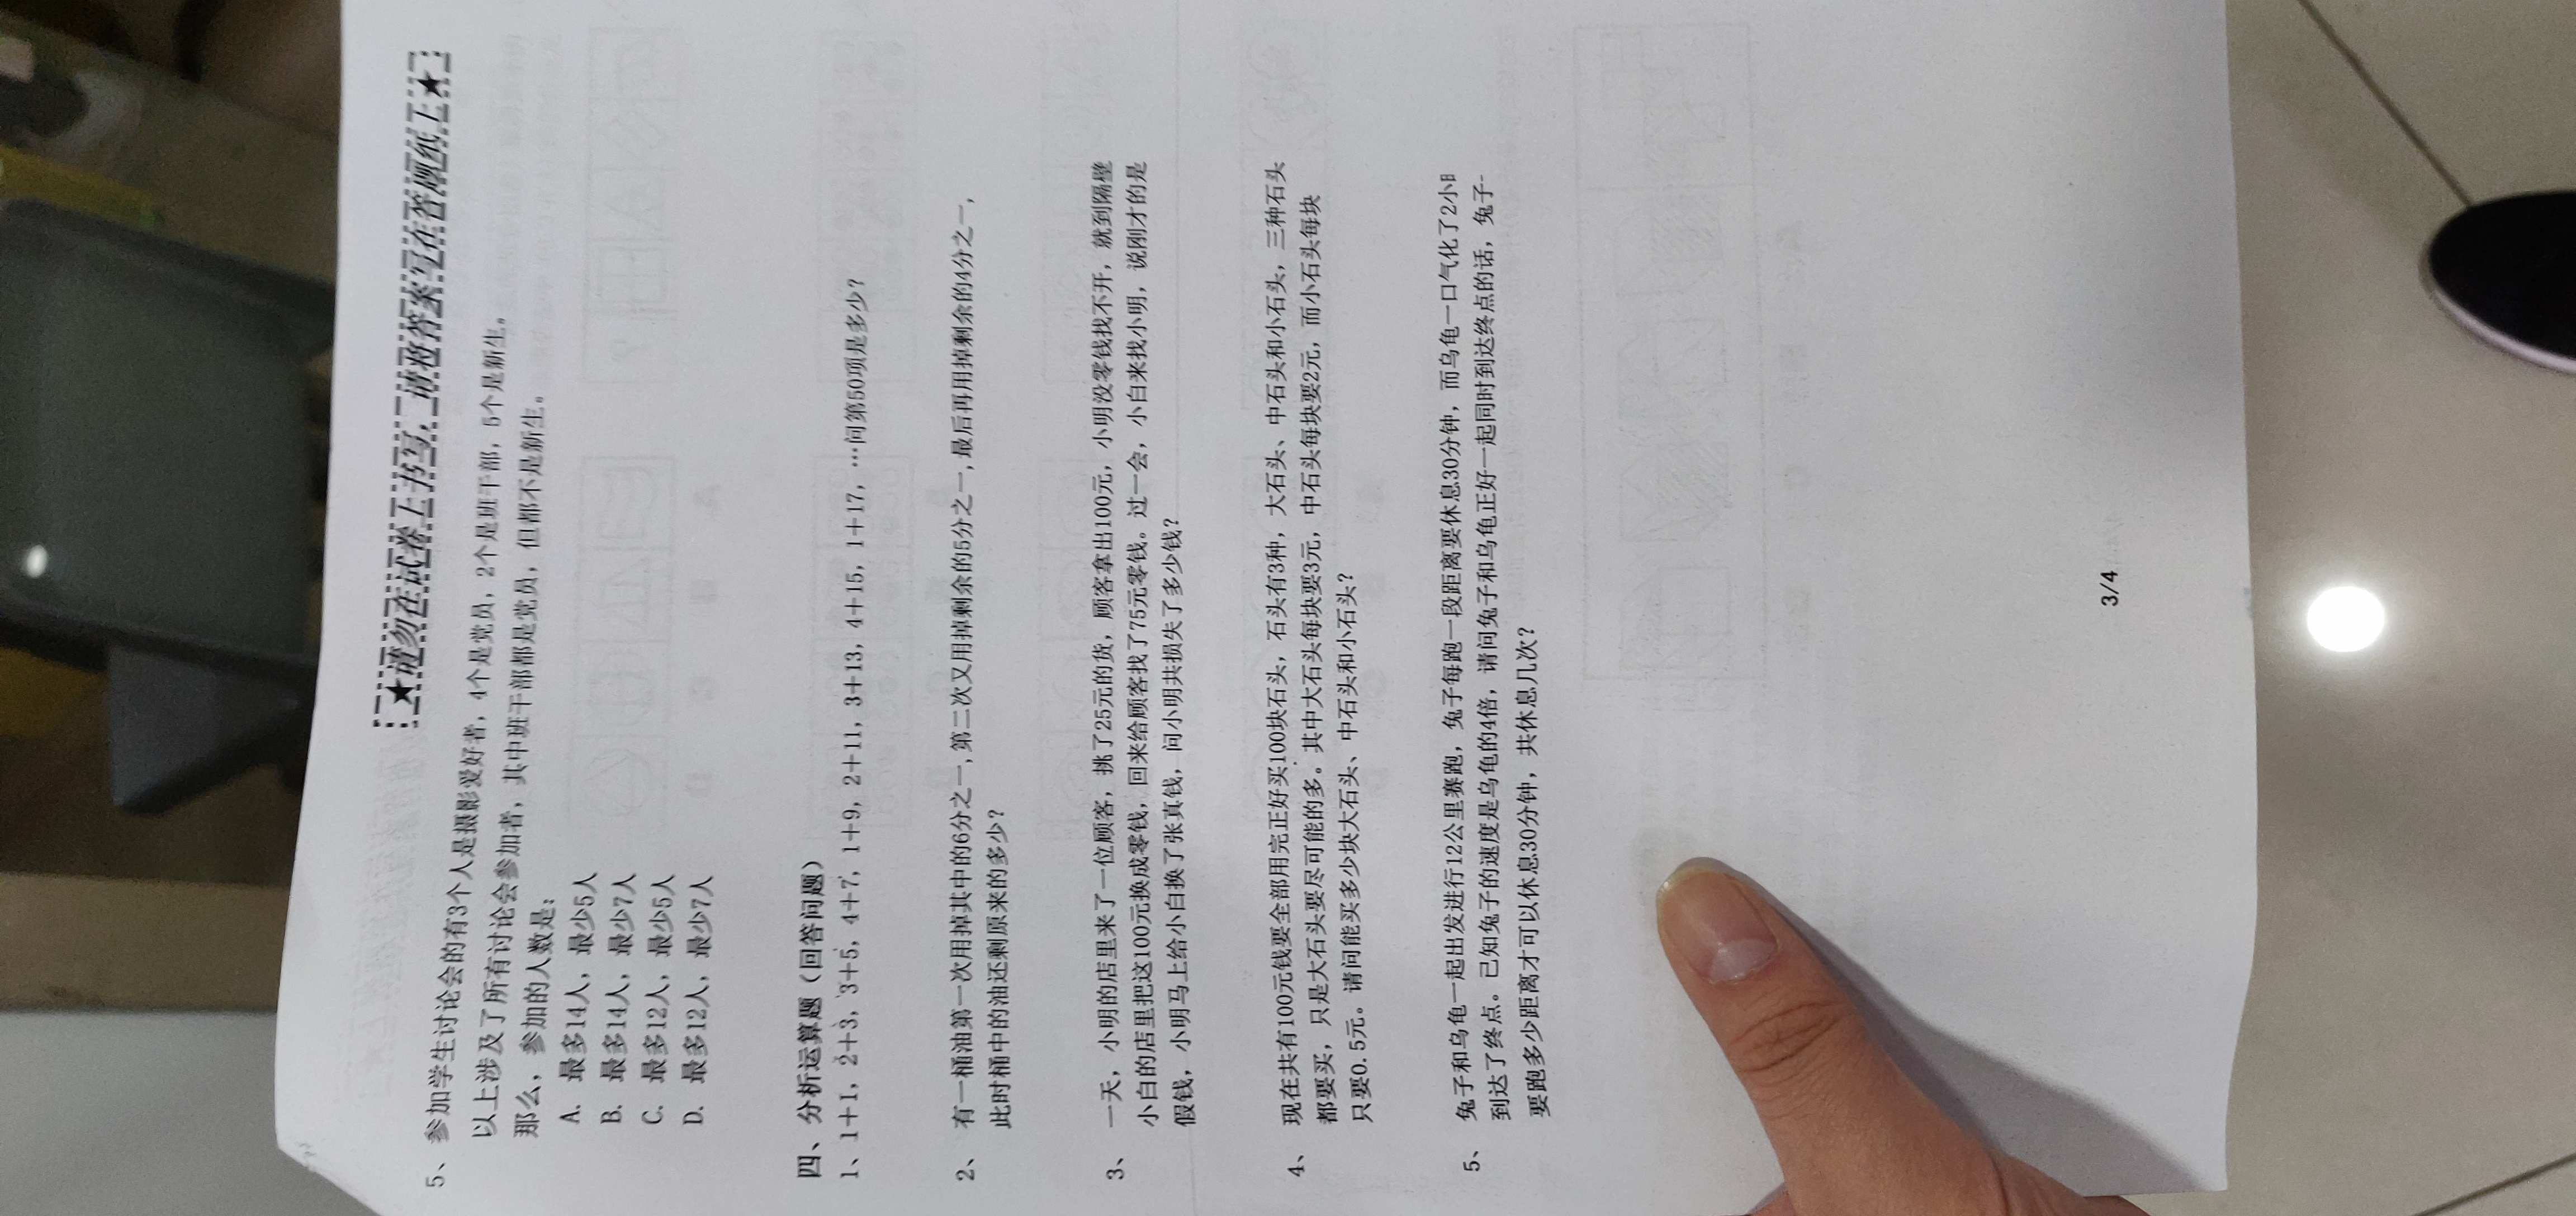 ★请勿在试卷上书写，请将答案写在答题纸上★
5、参加学生讨论会的有3个人是摄影爱好者，4个是党员，2个是班干部，5个是新生。
以上涉及了所有讨论会参加者，其中班干部都是党员，但都不是新生。
那么，参加的人数是：
A. 最多14人，最少5人
B. 最多14人，最少7人
C. 最多12人，最少5人
D. 最多12人，最少7人
四、分析运算题（回答问题）
1、1＋1，2＋3，3＋5，4＋7，1＋9，2＋11，3＋13，4＋15，1＋17，…问第50项是多少？
2、 有一桶油第一次用掉其中的6分之一,第二次又用掉剩余的5分之一,最后再用掉剩余的4分之一,
此时桶中的油还剩原来的多少？
3、 一天，小明的店里来了一位顾客，挑了25元的货，顾客拿出100元，小明没零钱找不开，就到隔壁
小白的店里把这100元换成零钱，回来给顾客找了75元零钱。过一会，小白来找小明，说刚才的是
假钱，小明马上给小白换了张真钱，问小明共损失了多少钱？
4、 现在共有100元钱要全部用完正好买100块石头，石头有3种，大石头、中石头和小石头，三种石头
都要买，只是大石头要尽可能的多。其中大石头每块要3元，中石头每块要2元，而小石头每块
只要0.5元。请问能买多少块大石头、中石头和小石头？
5、 兔子和乌龟一起出发进行12公里赛跑，兔子每跑一段距离要休息30分钟，而乌龟一口气化了2小
到达了终点。已知兔子的速度是乌龟的4倍，请问兔子和乌龟正好一起同时到达终点的话，兔子
要跑多少距离才可以休息30分钟，共休息几次？
3/4